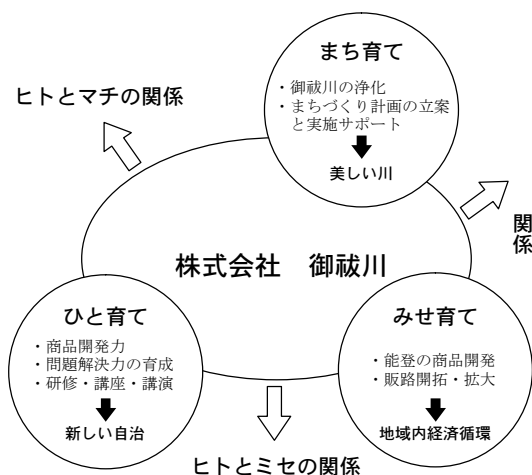 まち育て
・御祓川の浄化
・まちづくり計画の立案
と実施サポート
美しい川
ヒトとマチの関係
関
係
株式会社　御祓川
ひと育て
・商品開発力
・問題解決力の育成
・研修・講座・講演
新しい自治
みせ育て
・能登の商品開発
・販路開拓・拡大
地域内経済循環
ヒトとミセの関係